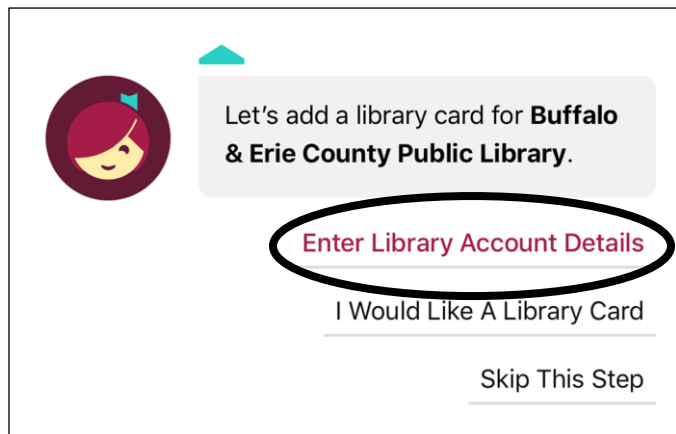 Let’s add a library card for Buffalo
& Erie County Public Library.
Enter Library Account Details
I Would Like A Library Card
Skip This Step